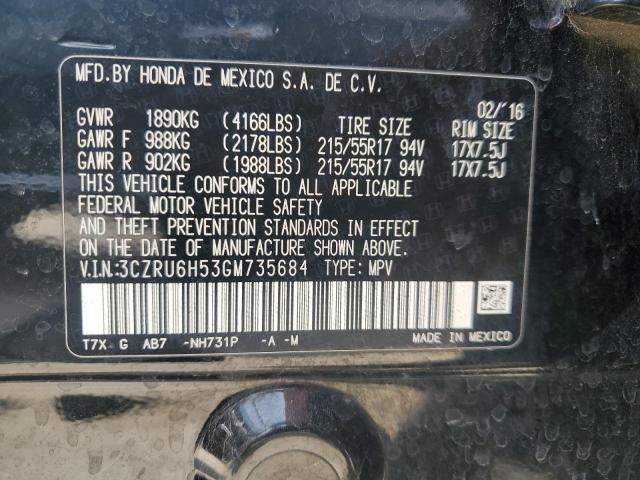 MFD.BY HONDA DE MEXICO S.A. DE C.V.
02/16
GVWR 1890KG (4166LBS) TIRE SIZE RIM SIZE
GAWR F 988KG (2178LBS) 215/55R17 94V 17X7.5J
GAWR R 902KG (1988LBS) 215/55R17 94V 17X7.5J
THIS VEHICLE CONFORMS TO ALL APPLICABLE
FEDERAL MOTOR VEHICLE SAFETY
AND THEFT PREVENTION STANDARDS IN EFFECT
ON THE DATE OF MANUFACTURE SHOWN ABOVE.
V.I.N.:3CZRU6H53GM735684 TYPE: MPV
T7X G AB7 -NH731P -A -M MADE IN MEXICO